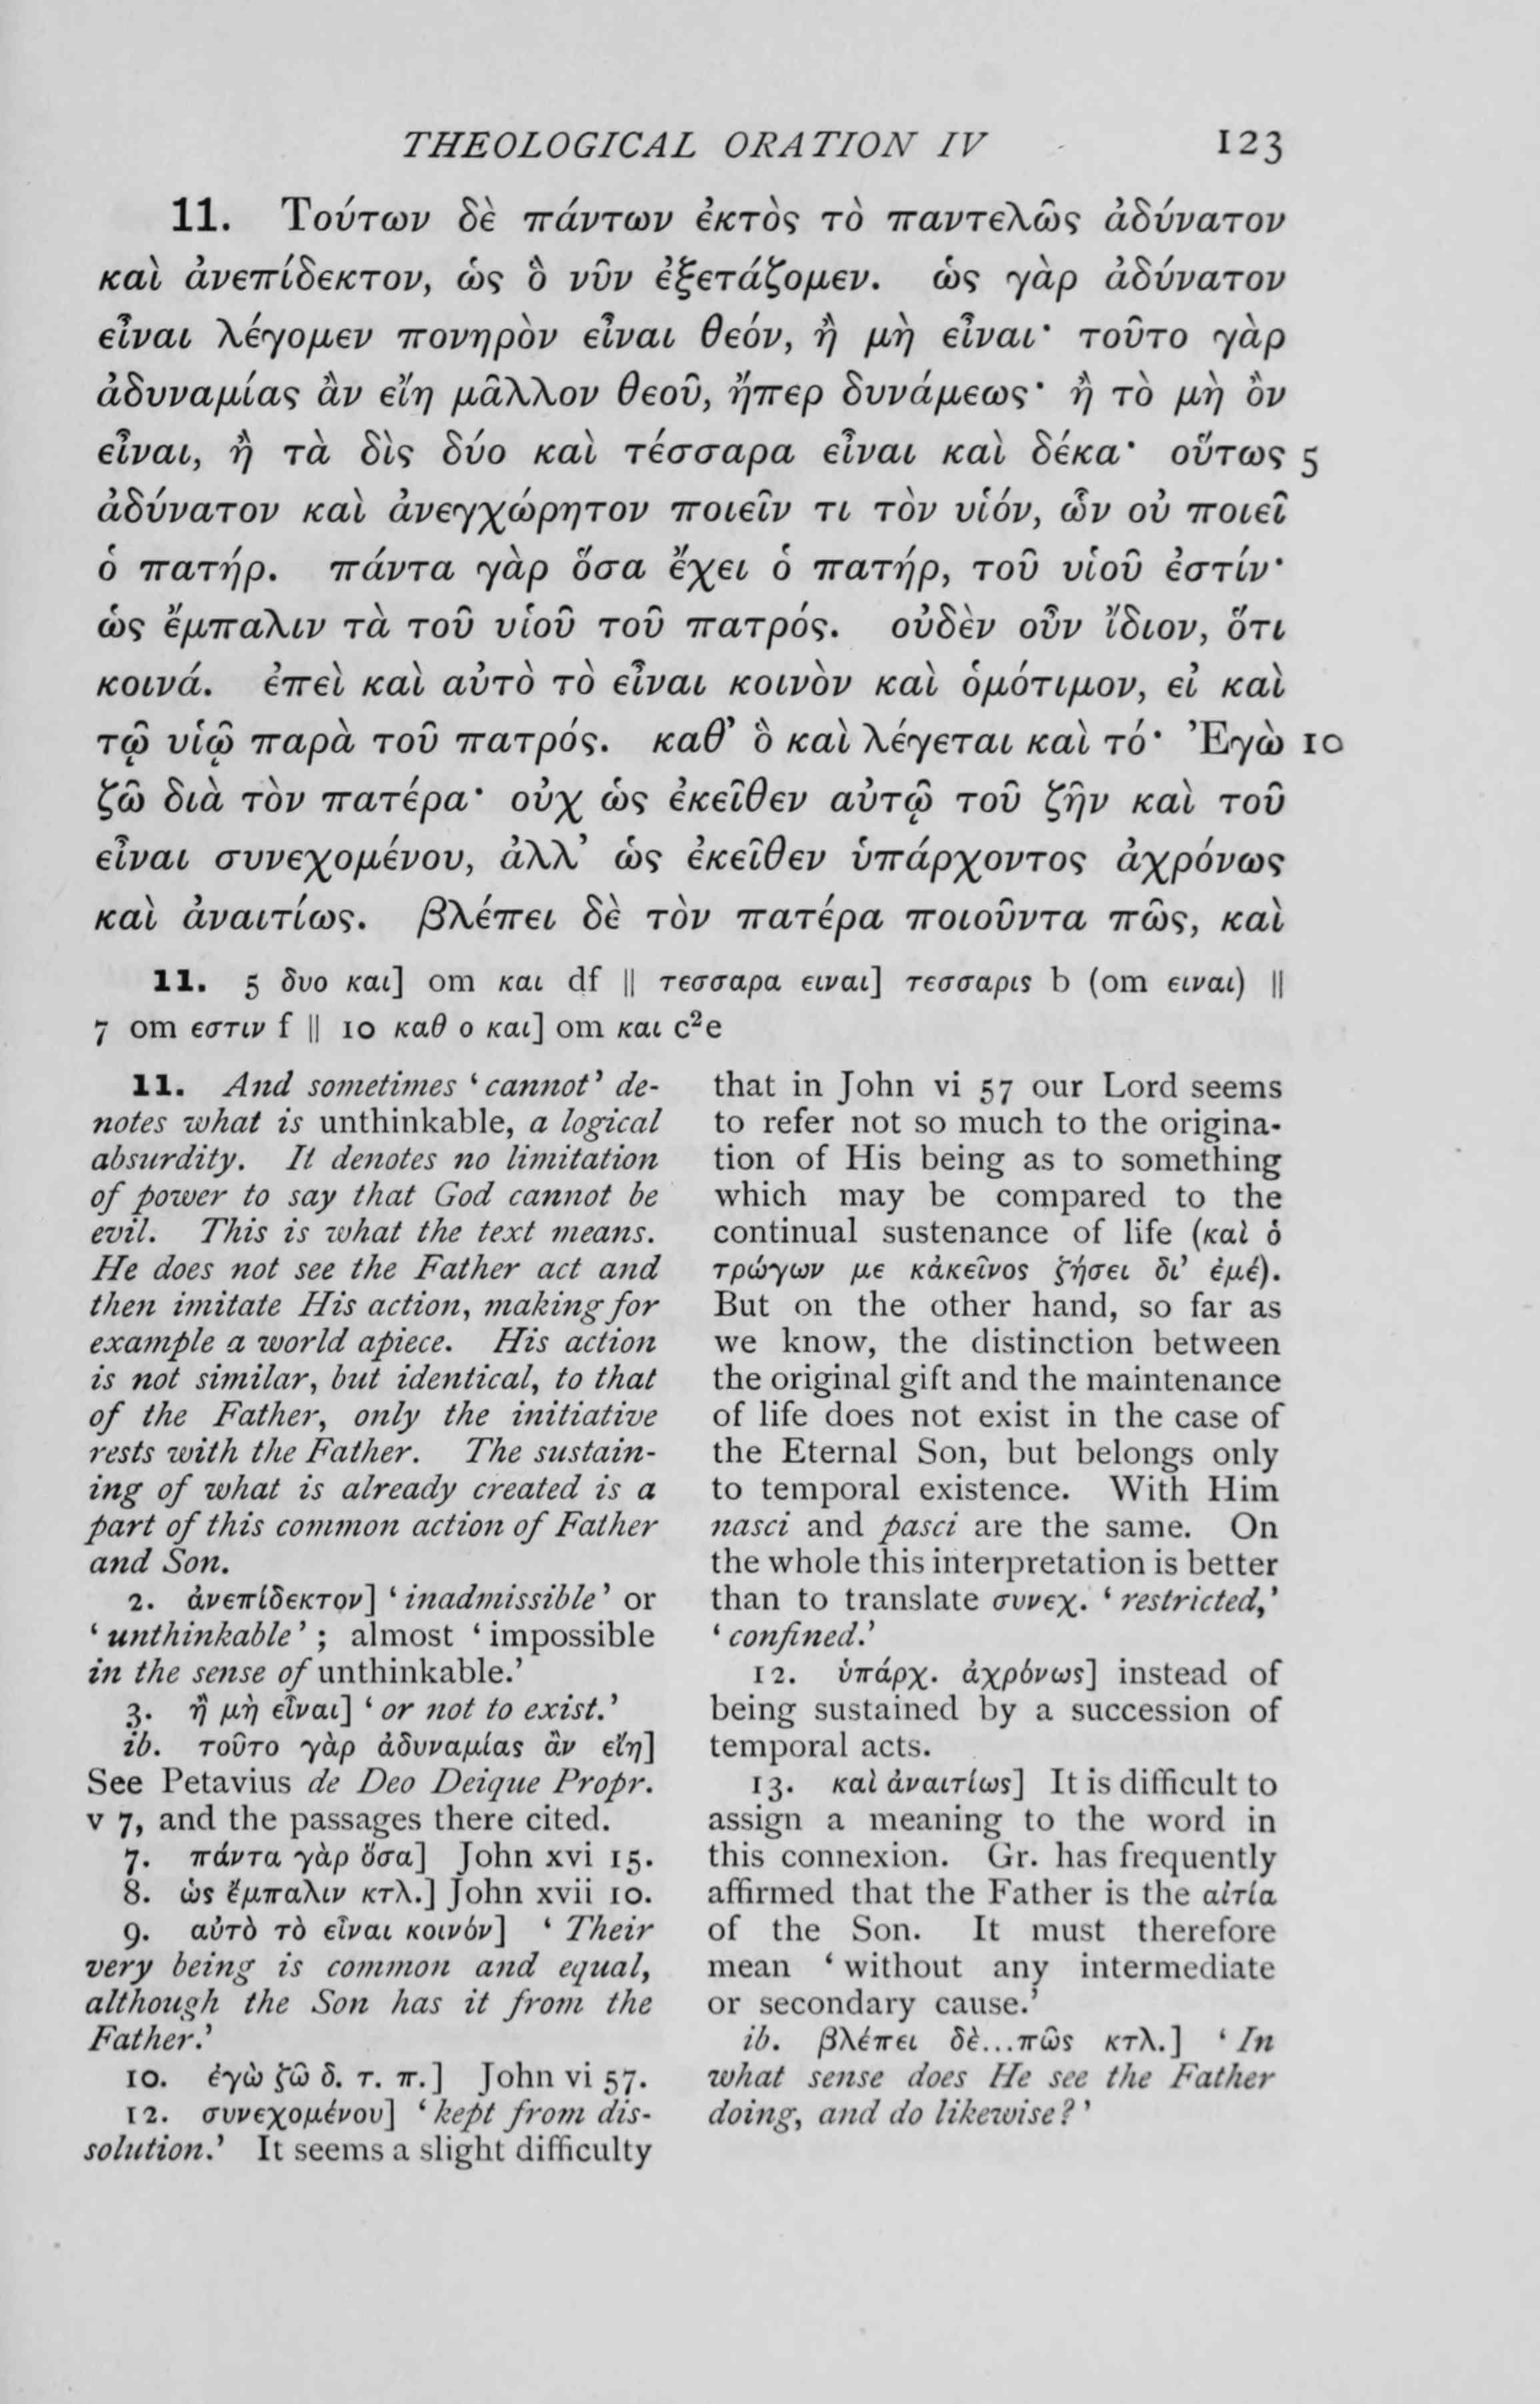 THEOLOGICAL ORATION IV 123
11. Τούτων δὲ πάντων ἐκτὸς τὸ παντελῶς ἀδύνατον
καὶ ἀνεπίδεκτον, ὡς ὃ νῦν ἐξετάζομεν. ὡς γὰρ ἀδύνατον
εἶναι λέγομεν πονηρὸν εἶναι θεόν, ἢ μὴ εἶναι· τοῦτο γὰρ
ἀδυναμίας ἂν εἴη μᾶλλον θεοῦ, ἤπερ δυνάμεως· ἢ τὸ μὴ ὂν
εἶναι, ἢ τὰ δὶς δύο καὶ τέσσαρα εἶναι καὶ δέκα· οὕτως 5
ἀδύνατον καὶ ἀνεγχώρητον ποιεῖν τι τὸν υἱόν, ὧν οὐ ποιεῖ
ὁ πατήρ. πάντα γὰρ ὅσα ἔχει ὁ πατήρ, τοῦ υἱοῦ ἐστίν·
ὡς ἔμπαλιν τὰ τοῦ υἱοῦ τοῦ πατρός. οὐδὲν οὖν ἴδιον, ὅτι
κοινά. ἐπεὶ καὶ αὐτὸ τὸ εἶναι κοινὸν καὶ ὁμότιμον, εἰ καὶ
τῷ υἱῷ παρὰ τοῦ πατρός. καθ’ ὃ καὶ λέγεται καὶ τό· Ἐγὼ 10
ζῶ διὰ τὸν πατέρα· οὐχ ὡς ἐκεῖθεν αὐτῷ τοῦ ζῆν καὶ τοῦ
εἶναι συνεχομένου, ἀλλ’ ὡς ἐκεῖθεν ὑπάρχοντος ἀχρόνως
καὶ ἀναιτίως. βλέπει δὲ τὸν πατέρα ποιοῦντα πῶς, καὶ
11. 5 δυο και] om και df || τεσσαρα ειναι] τεσσαρις b (om ειναι) ||
7 om εστιν f || 10 καθ ο και] om και c²e
11. And sometimes ‘cannot’ de-
notes what is unthinkable, a logical
absurdity. It denotes no limitation
of power to say that God cannot be
evil. This is what the text means.
He does not see the Father act and
then imitate His action, making for
example a world apiece. His action
is not similar, but identical, to that
of the Father, only the initiative
rests with the Father. The sustain-
ing of what is already created is a
part of this common action of Father
and Son.
2. ἀνεπίδεκτον] ‘inadmissible’ or
‘unthinkable’; almost ‘impossible
in the sense of unthinkable.’
3. ἢ μὴ εἶναι] ‘or not to exist.’
ib. τοῦτο γὰρ ἀδυναμίας ἂν εἴη]
See Petavius de Deo Deique Propr.
v 7, and the passages there cited.
7. πάντα γὰρ ὅσα] John xvi 15.
8. ὡς ἔμπαλιν κτλ.] John xvii 10.
9. αὐτὸ τὸ εἶναι κοινόν] ‘Their
very being is common and equal,
although the Son has it from the
Father.’
10. ἐγὼ ζῶ δ. τ. π.] John vi 57.
12. συνεχομένου] ‘kept from dis-
solution.’ It seems a slight difficulty
that in John vi 57 our Lord seems
to refer not so much to the origina-
tion of His being as to something
which may be compared to the
continual sustenance of life (καὶ ὁ
τρώγων με κἀκεῖνος ζήσει δι’ ἐμέ).
But on the other hand, so far as
we know, the distinction between
the original gift and the maintenance
of life does not exist in the case of
the Eternal Son, but belongs only
to temporal existence. With Him
nasci and pasci are the same. On
the whole this interpretation is better
than to translate συνεχ. ‘restricted,’
‘confined.’
12. ὑπάρχ. ἀχρόνως] instead of
being sustained by a succession of
temporal acts.
13. καὶ ἀναιτίως] It is difficult to
assign a meaning to the word in
this connexion. Gr. has frequently
affirmed that the Father is the αἰτία
of the Son. It must therefore
mean ‘without any intermediate
or secondary cause.’
ib. βλέπει δὲ...πῶς κτλ.] ‘In
what sense does He see the Father
doing, and do likewise?’